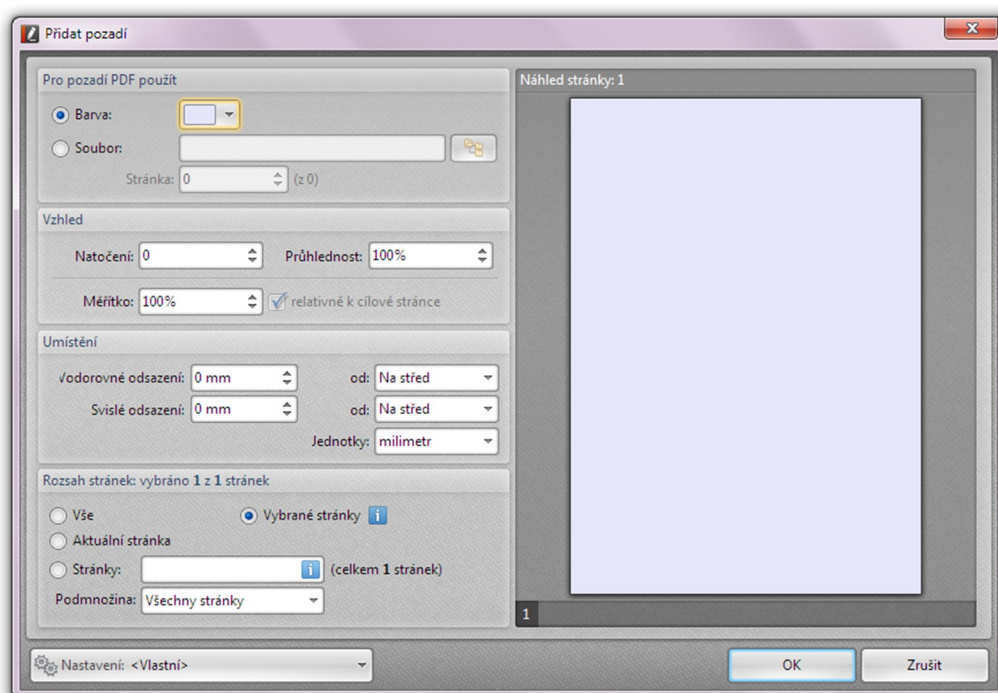 Přidat pozadí
Pro pozadí PDF použít
Barva:
Soubor:
Stránka: 0 (z 0)
Vzhled
Natočení: 0 Průhlednost: 100%
Měřítko: 100% relativně k cílové stránce
Umístění
Vodorovné odsazení: 0 mm od: Na střed
Svislé odsazení: 0 mm od: Na střed
Jednotky: milimetr
Rozsah stránek: vybráno 1 z 1 stránek
Vše Vybrané stránky
Aktuální stránka
Stránky: (celkem 1 stránek)
Podmnožina: Všechny stránky
Náhled stránky: 1
1
Nastavení: <Vlastní> OK Zrušit